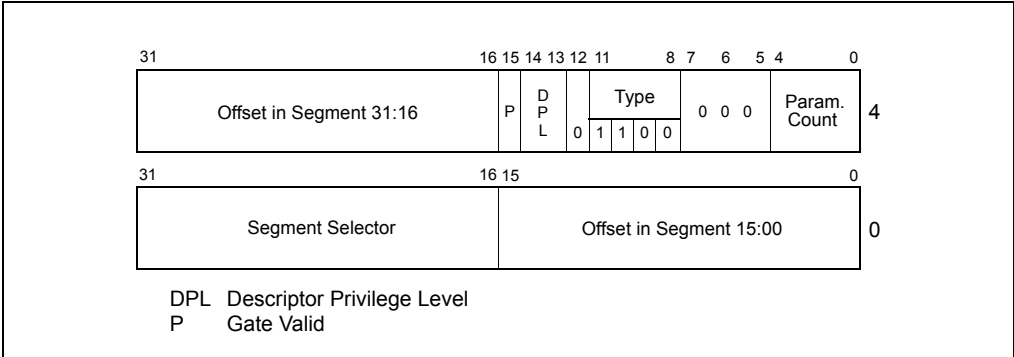 31 16 15 14 13 12 11 8 7 6 5 4 0
Offset in Segment 31:16 P D P L 0 Type 1 1 0 0 0 0 0 Param. Count 4
31 16 15 0
Segment Selector Offset in Segment 15:00 0
DPL Descriptor Privilege Level
P Gate Valid